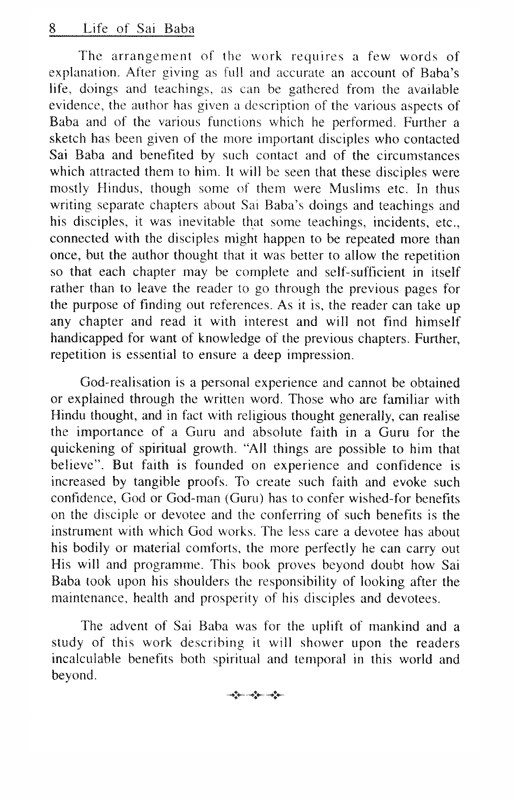 8 Life of Sai Baba
The arrangement of the work requires a few words of
explanation. After giving as full and accurate an account of Baba's
life, doings and teachings, as can be gathered from the available
evidence, the author has given a description of the various aspects of
Baba and of the various functions which he performed. Further a
sketch has been given of the more important disciples who contacted
Sai Baba and benefited by such contact and of the circumstances
which attracted them to him. It will be seen that these disciples were
mostly Hindus, though some of them were Muslims etc. In thus
writing separate chapters about Sai Baba's doings and teachings and
his disciples, it was inevitable that some teachings, incidents, etc.,
connected with the disciples might happen to be repeated more than
once, but the author thought that it was better to allow the repetition
so that each chapter may be complete and self-sufficient in itself
rather than to leave the reader to go through the previous pages for
the purpose of finding out references. As it is, the reader can take up
any chapter and read it with interest and will not find himself
handicapped for want of knowledge of the previous chapters. Further,
repetition is essential to ensure a deep impression.
God-realisation is a personal experience and cannot be obtained
or explained through the written word. Those who are familiar with
Hindu thought, and in fact with religious thought generally, can realise
the importance of a Guru and absolute faith in a Guru for the
quickening of spiritual growth. “All things are possible to him that
believe”. But faith is founded on experience and confidence is
increased by tangible proofs. To create such faith and evoke such
confidence, God or God-man (Guru) has to confer wished-for benefits
on the disciple or devotee and the conferring of such benefits is the
instrument with which God works. The less care a devotee has about
his bodily or material comforts, the more perfectly he can carry out
His will and programme. This book proves beyond doubt how Sai
Baba took upon his shoulders the responsibility of looking after the
maintenance, health and prosperity of his disciples and devotees.
The advent of Sai Baba was for the uplift of mankind and a
study of this work describing it will shower upon the readers
incalculable benefits both spiritual and temporal in this world and
beyond.